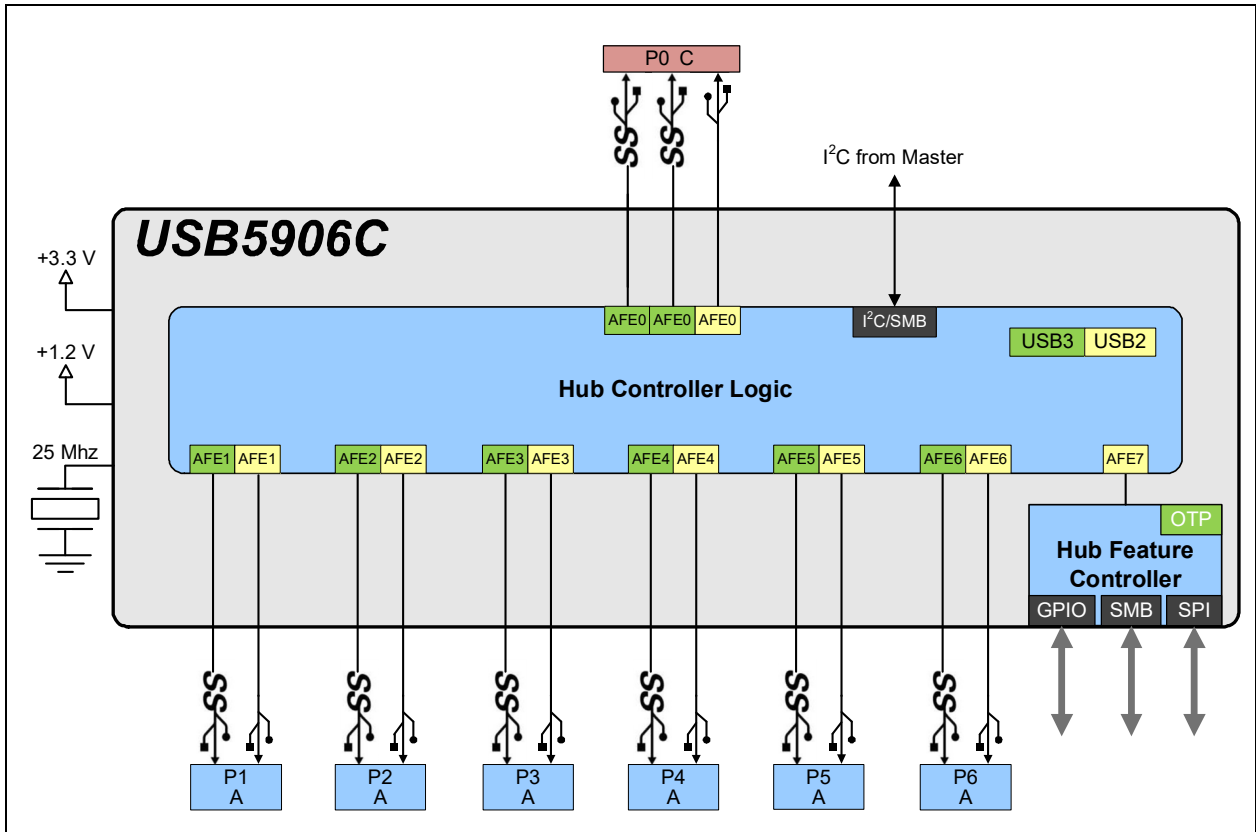 P0 C
SS SS
I²C from Master
USB5906C
+3.3 V
AFE0 AFE0 AFE0
I²C/SMB
USB3 USB2
+1.2 V
Hub Controller Logic
25 Mhz
AFE1 AFE1 AFE2 AFE2 AFE3 AFE3 AFE4 AFE4 AFE5 AFE5 AFE6 AFE6 AFE7
OTP
Hub Feature
Controller
GPIO SMB SPI
SS SS SS SS SS SS
P1 P2 P3 P4 P5 P6
A A A A A A